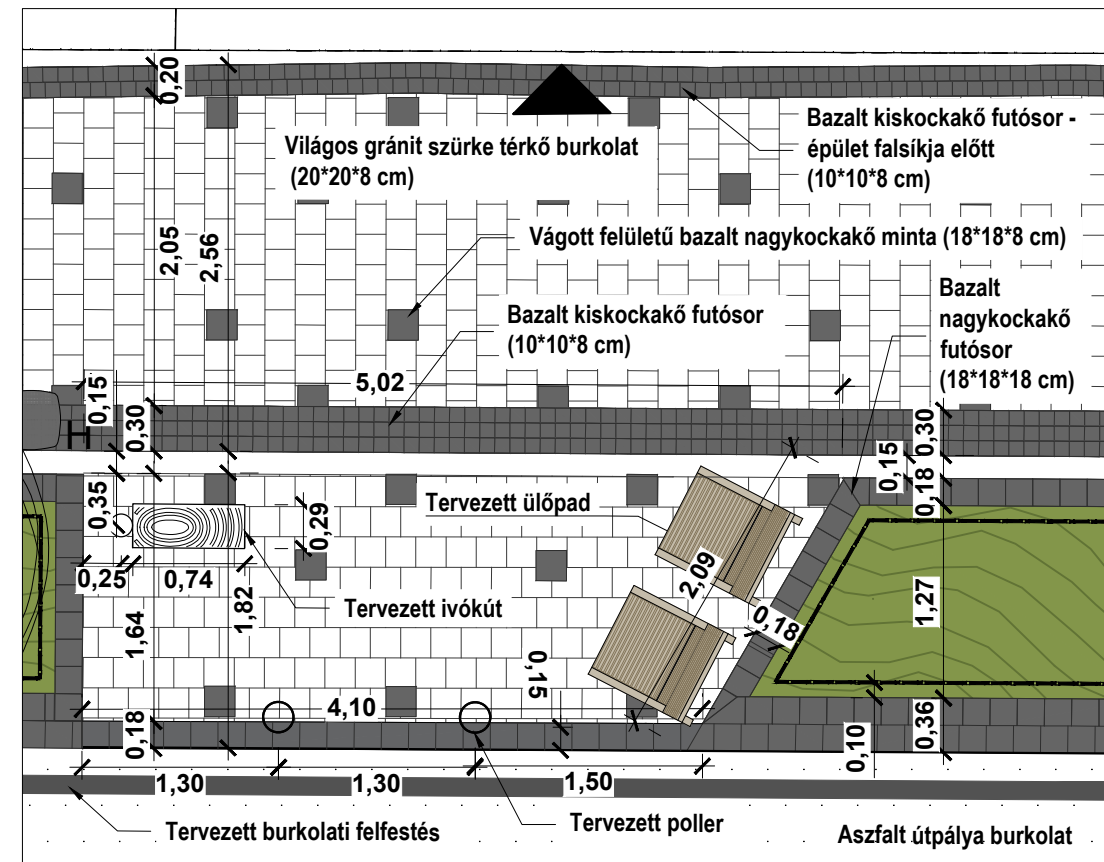 0,20
Világos gránit szürke térkő burkolat
(20*20*8 cm)
Bazalt kiskockakő futósor -
épület falsíkja előtt
(10*10*8 cm)
2,05
2,56
Vágott felületű bazalt nagykockakő minta (18*18*8 cm)
Bazalt kiskockakő futósor
(10*10*8 cm)
Bazalt
nagykockakő
futósor
(18*18*18 cm)
5,02
0,15
0,30
H
0,30
0,15
0,18
0,35
0,29
Tervezett ülőpad
0,25
0,74
1,82
Tervezett ivókút
2,09
0,18
1,27
1,64
0,15
4,10
0,18
0,10
0,36
1,30
1,30
1,50
Tervezett burkolati felfestés
Tervezett poller
Aszfalt útpálya burkolat